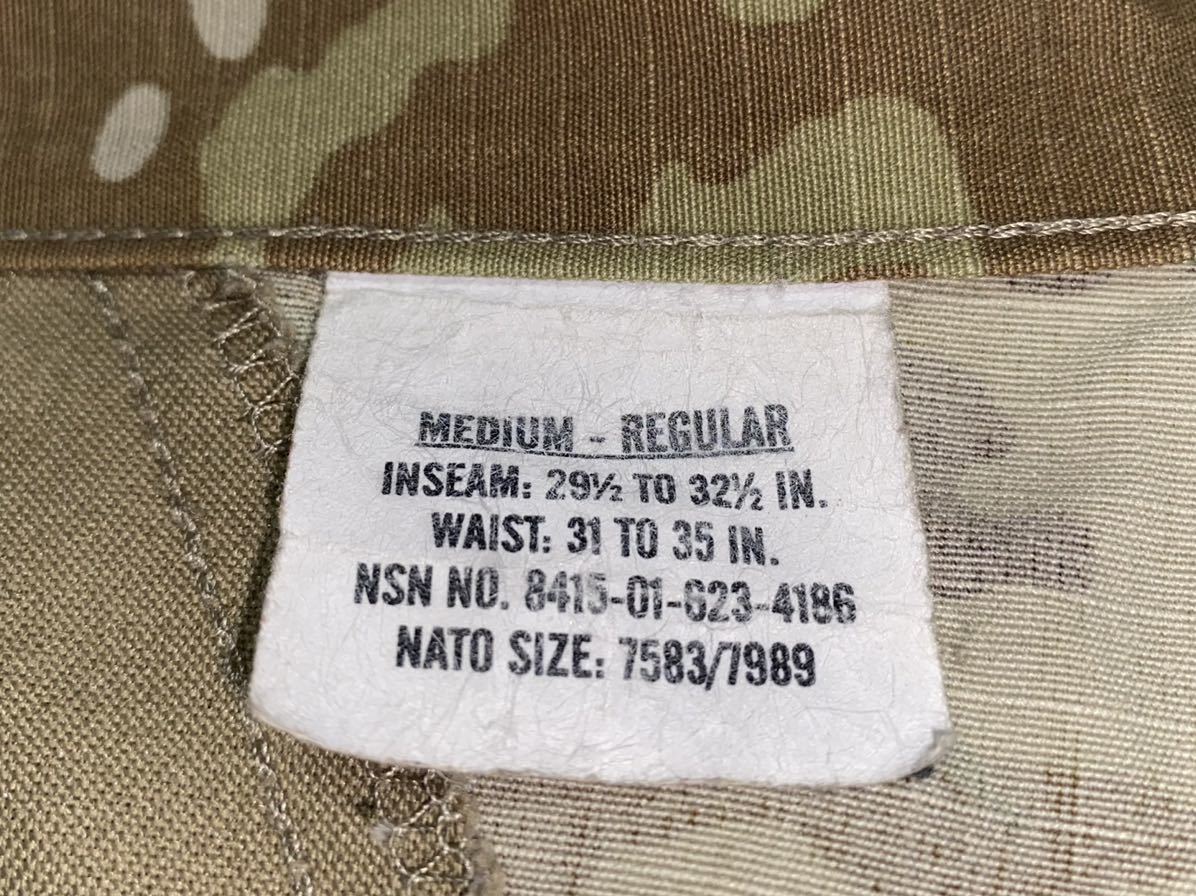 MEDIUM - REGULAR
INSEAM: 29½ TO 32½ IN.
WAIST: 31 TO 35 IN.
NSN NO. 8415-01-623-4186
NATO SIZE: 7583/7989